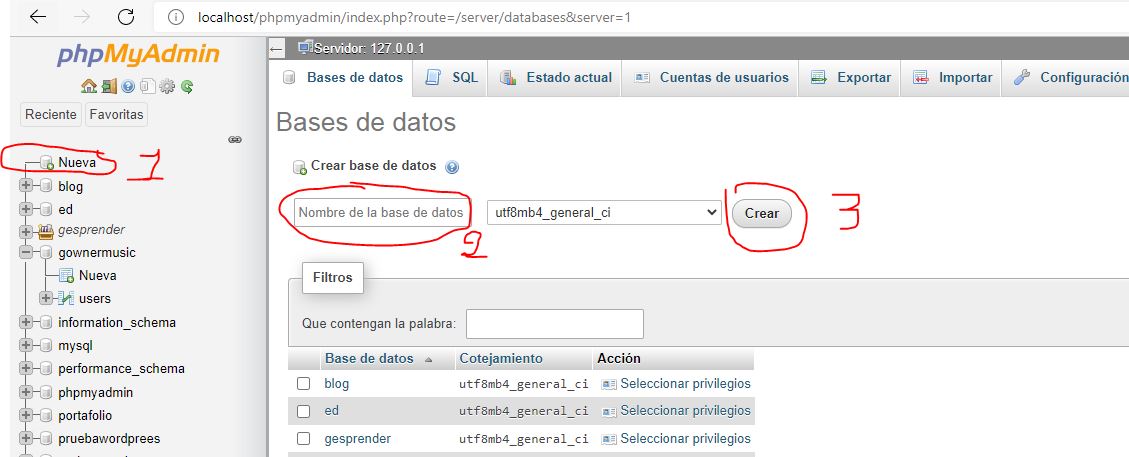 localhost/phpmyadmin/index.php?route=/server/databases&server=1
phpMyAdmin
Reciente
Favoritas
Nueva
1
blog
ed
gesprender
gownermusic
Nueva
users
information_schema
mysql
performance_schema
phpmyadmin
portafolio
pruebawordprees
Servidor: 127.0.0.1
Bases de datos SQL Estado actual Cuentas de usuarios Exportar Importar Configuración
Bases de datos
Crear base de datos
Nombre de la base de datos utf8mb4_general_ci Crear
2
3
Filtros
Que contengan la palabra:
Base de datos Cotejamiento Acción
blog utf8mb4_general_ci Seleccionar privilegios
ed utf8mb4_general_ci Seleccionar privilegios
gesprender utf8mb4_general_ci Seleccionar privilegios